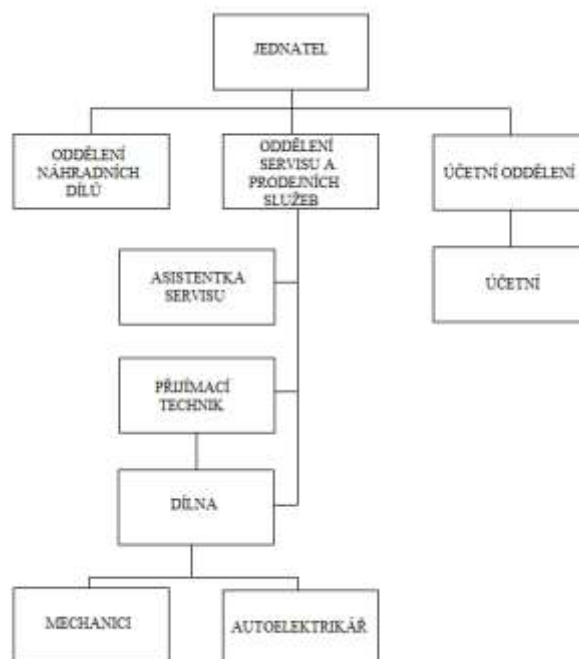 JEDNATEL
ODDĚLENÍ
NÁHRADNÍCH
DÍLŮ
ODDĚLENÍ
SERVISU A
PRODEJNÍCH
SLUŽEB
ÚČETNÍ ODDĚLENÍ
ASISTENTKA
SERVISU
ÚČETNÍ
PŘIJÍMACÍ
TECHNIK
DÍLNA
MECHANICI
AUTOELEKTRIKÁŘ